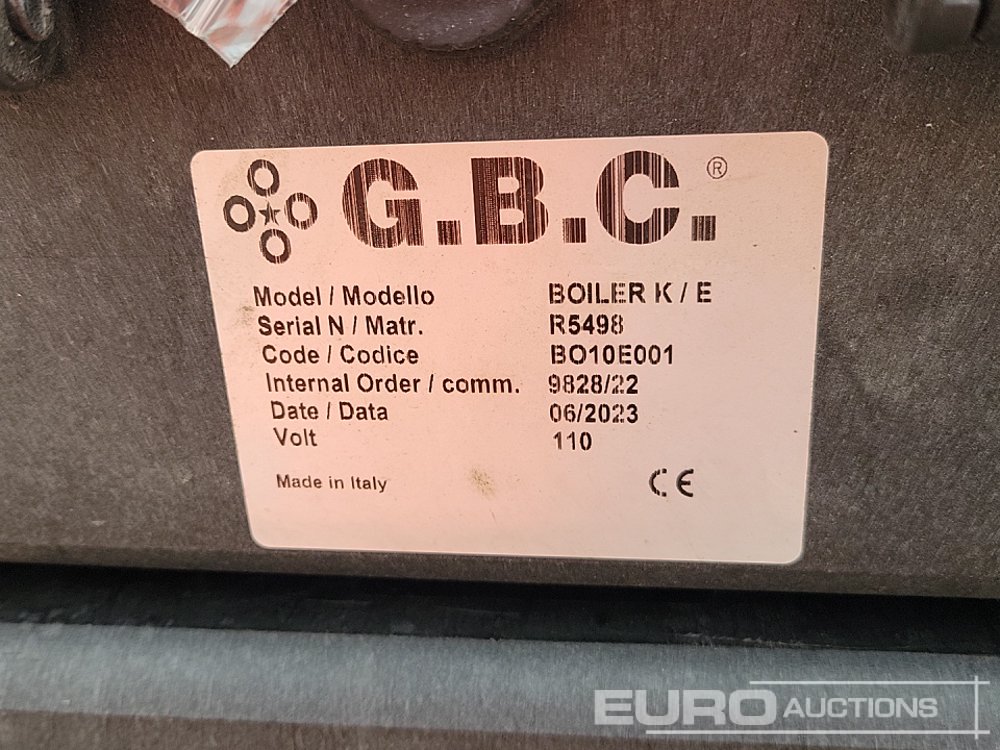 G.B.C.®
Model / Modello BOILER K / E
Serial N / Matr. R5498
Code / Codice BO10E001
Internal Order / comm. 9828/22
Date / Data 06/2023
Volt 110
Made in Italy CE
EURO AUCTIONS